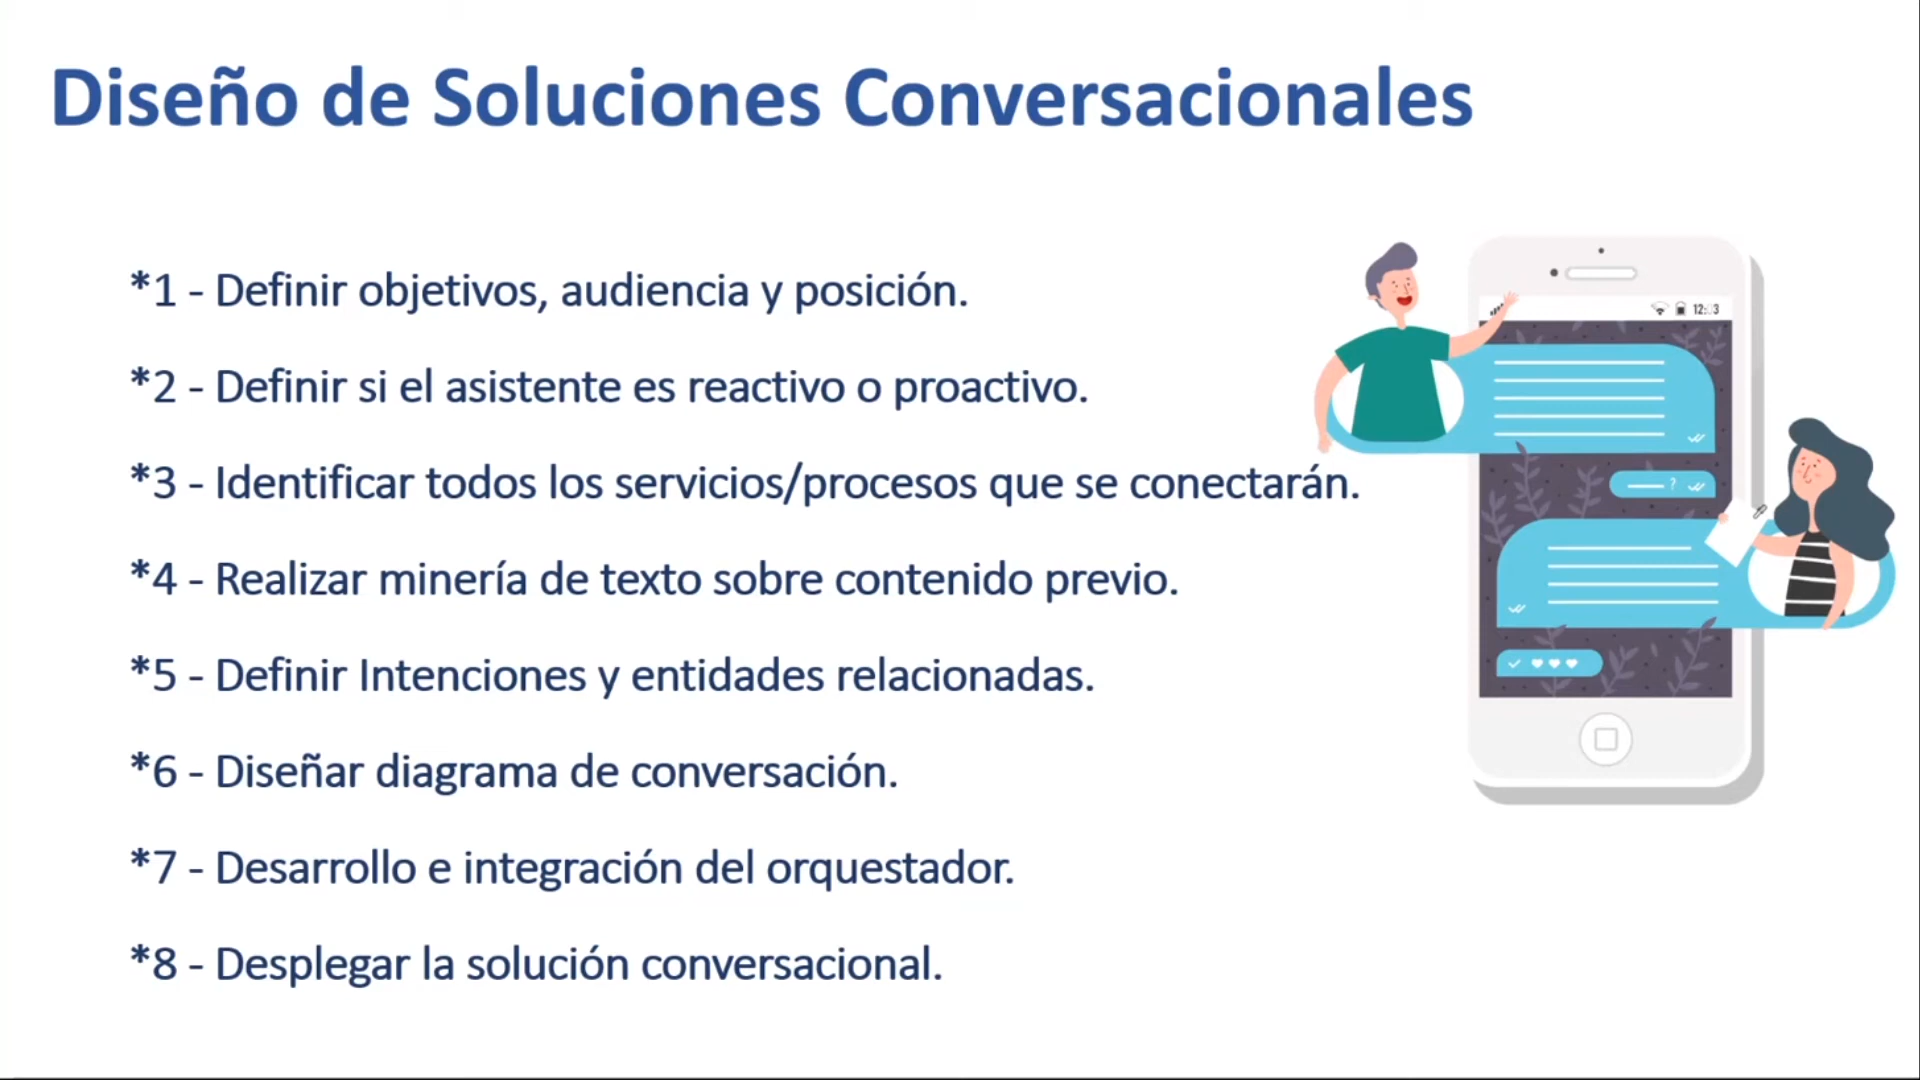 Diseño de Soluciones Conversacionales
*1 - Definir objetivos, audiencia y posición.
*2 - Definir si el asistente es reactivo o proactivo.
*3 - Identificar todos los servicios/procesos que se conectarán.
*4 - Realizar minería de texto sobre contenido previo.
*5 - Definir Intenciones y entidades relacionadas.
*6 - Diseñar diagrama de conversación.
*7 - Desarrollo e integración del orquestador.
*8 - Desplegar la solución conversacional.
12:03
?